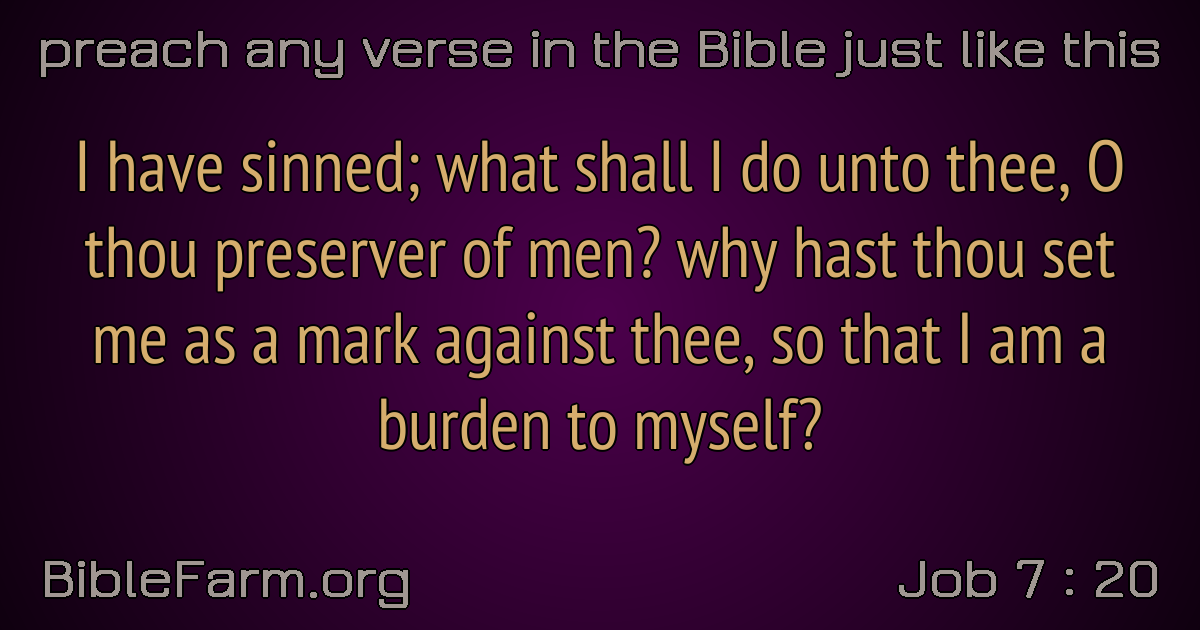 preach any verse in the Bible just like this
I have sinned; what shall I do unto thee, O
thou preserver of men? why hast thou set
me as a mark against thee, so that I am a
burden to myself?
BibleFarm.org
Job 7 : 20